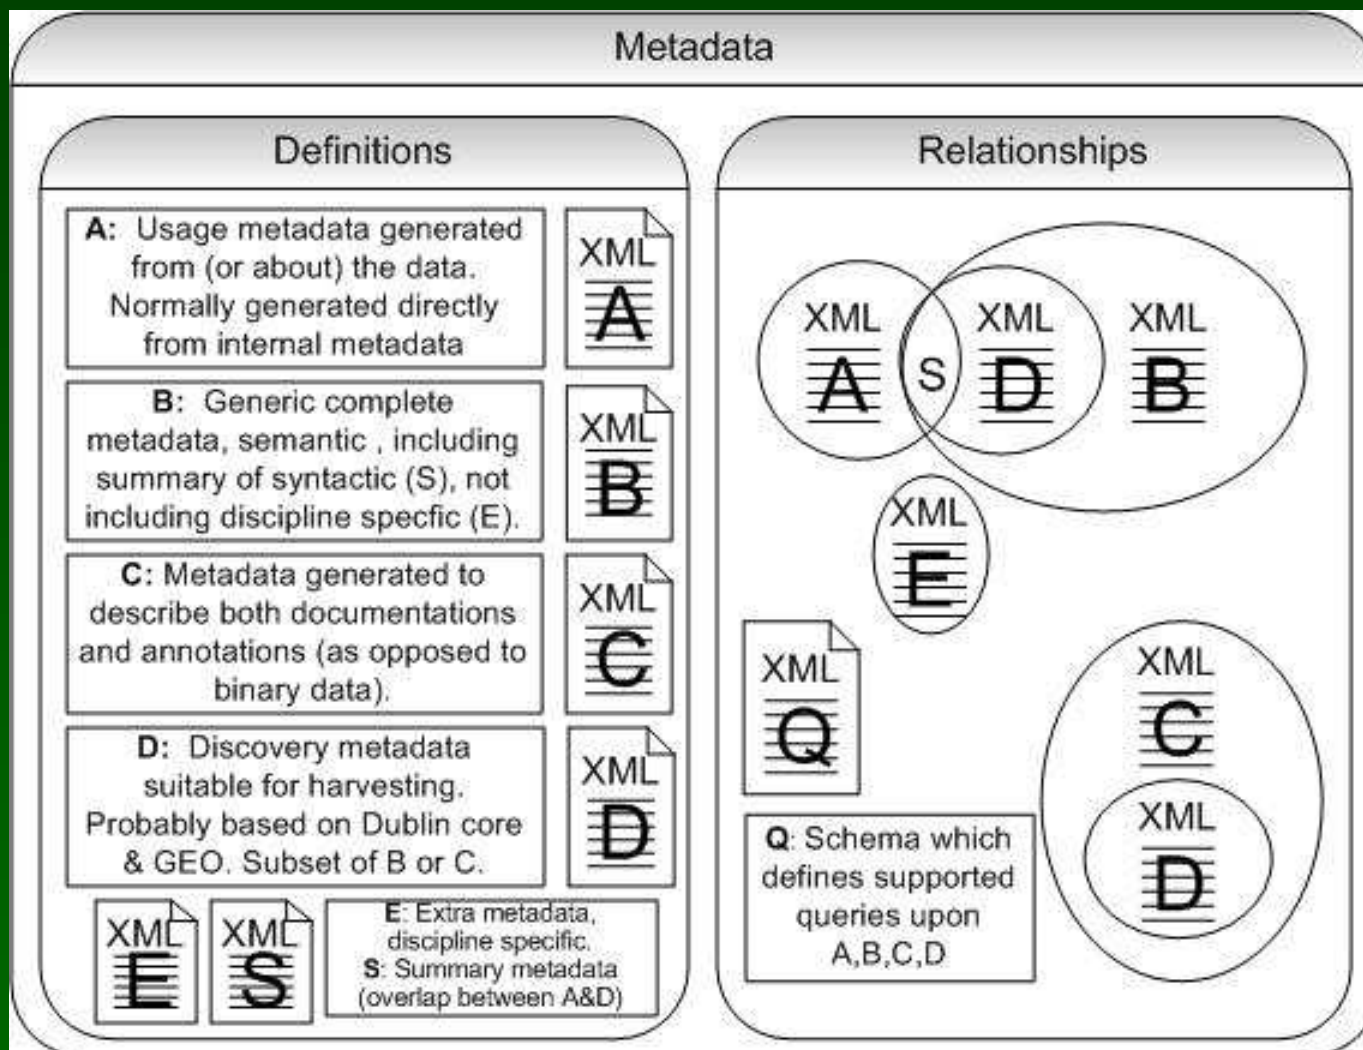 Metadata
Definitions
A: Usage metadata generated
from (or about) the data.
Normally generated directly
from internal metadata
XML
A
B: Generic complete
metadata, semantic , including
summary of syntactic (S), not
including discipline specfic (E).
XML
B
C: Metadata generated to
describe both documentations
and annotations (as opposed to
binary data).
XML
C
D: Discovery metadata
suitable for harvesting.
Probably based on Dublin core
& GEO. Subset of B or C.
XML
D
XML
E
XML
S
E: Extra metadata,
discipline specific.
S: Summary metadata
(overlap between A&D)
Relationships
XML
A
S
XML
D
XML
B
XML
E
XML
Q
Q: Schema which
defines supported
queries upon
A,B,C,D
XML
C
XML
D